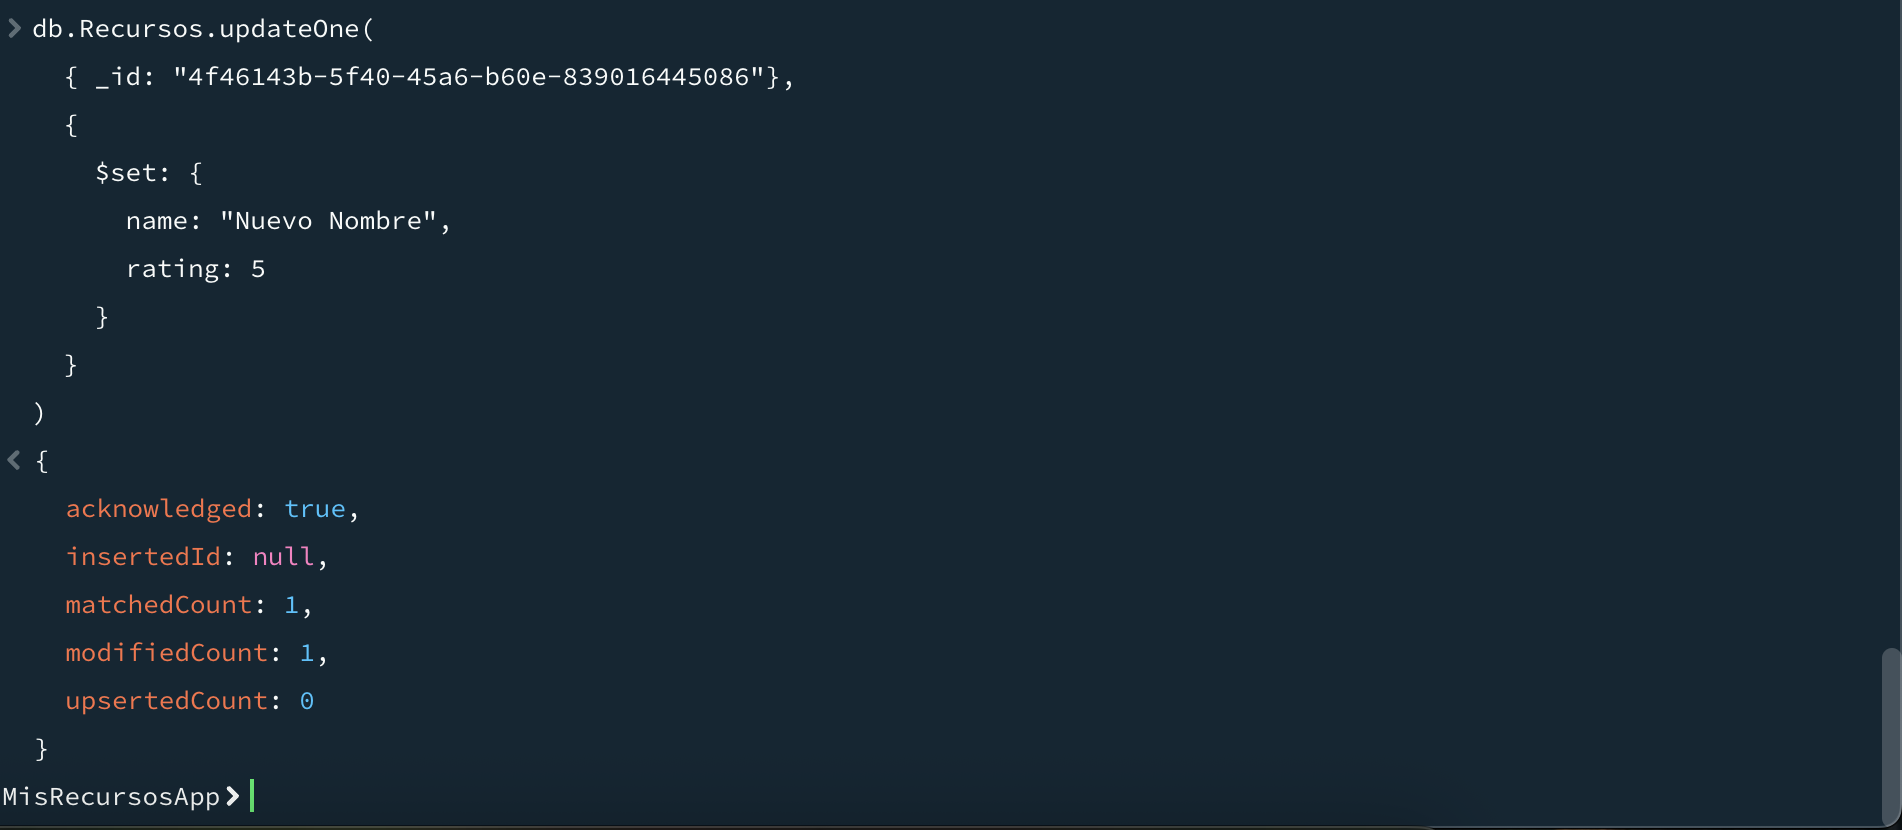 db.Recursos.updateOne(
{ _id: "4f46143b-5f40-45a6-b60e-839016445086"},
{
$set: {
name: "Nuevo Nombre",
rating: 5
}
}
)
{
acknowledged: true,
insertedId: null,
matchedCount: 1,
modifiedCount: 1,
upsertedCount: 0
}
MisRecursosApp>